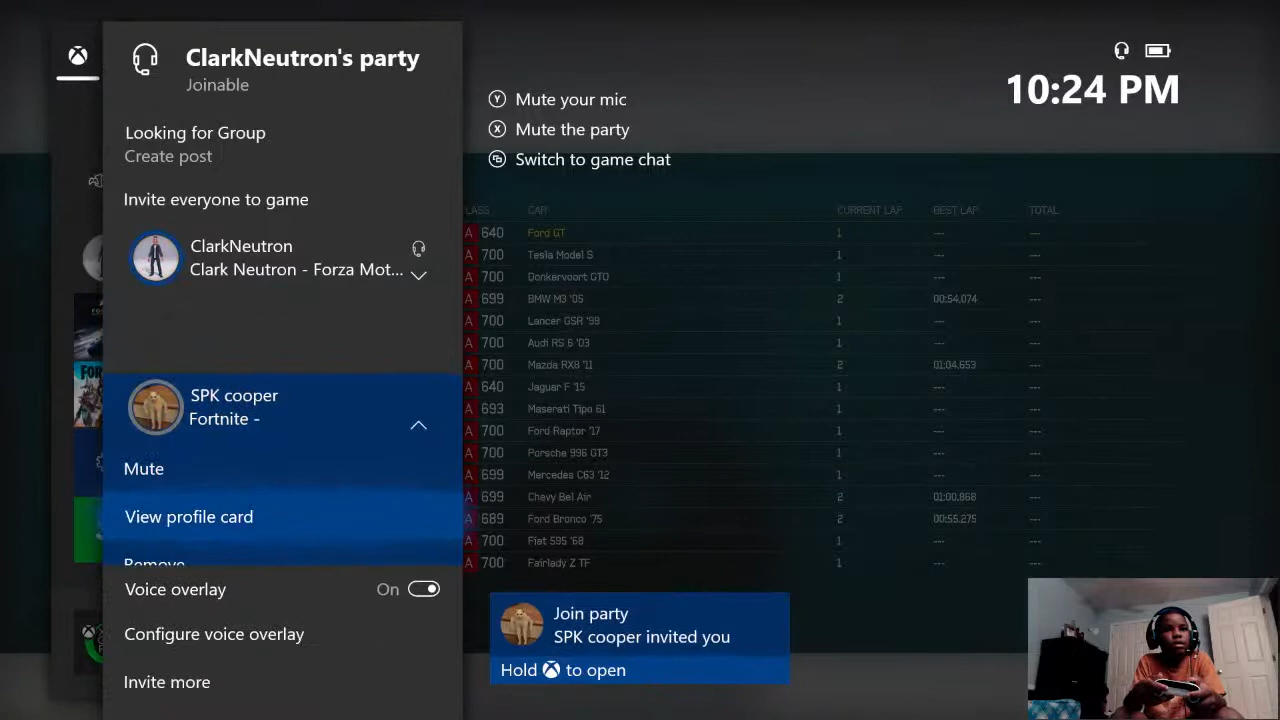 ClarkNeutron's party
Joinable
Looking for Group
Create post
Invite everyone to game
ClarkNeutron
Clark Neutron - Forza Mot...
SPK cooper
Fortnite -
Mute
View profile card
Remove
Voice overlay On
Configure voice overlay
Invite more
Y Mute your mic
X Mute the party
Switch to game chat
10:24 PM
CAR CURRENT LAP BEST LAP TOTAL
A 640 Ford GT 1 ---
A 700 Tesla Model S 1 --- ---
A 700 Donkervoort GTO 1 --- ---
A 699 BMW M3 '05 2 00:54.074 ---
A 700 Lancer GSR '99 1 --- ---
A 700 Audi RS 6 '03 1 --- ---
A 700 Mazda RX8 '11 2 01:04.653 ---
A 640 Jaguar F '15 1 --- ---
A 693 Maserati Tipo 61 1 --- ---
A 700 Ford Raptor '17 1 --- ---
A 700 Porsche 996 GT3 1 --- ---
A 699 Mercedes C63 '12 1 --- ---
A 699 Chevy Bel Air 2 01:00.868 ---
A 689 Ford Bronco '75 2 00:55.275 ---
A 700 Fiat 595 '68 1 --- ---
A 700 Fairlady Z TF 1 --- ---
Join party
SPK cooper invited you
Hold to open